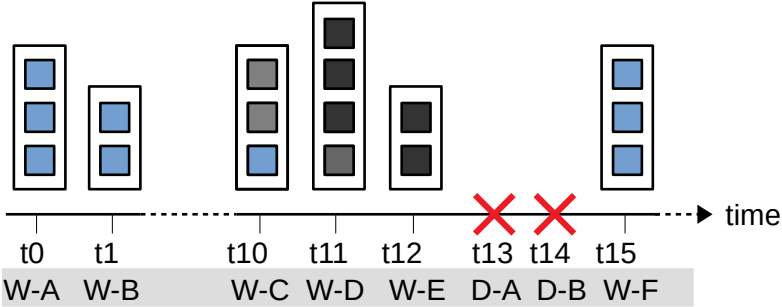 time
t0 t1 t10 t11 t12 t13 t14 t15
W-A W-B W-C W-D W-E D-A D-B W-F